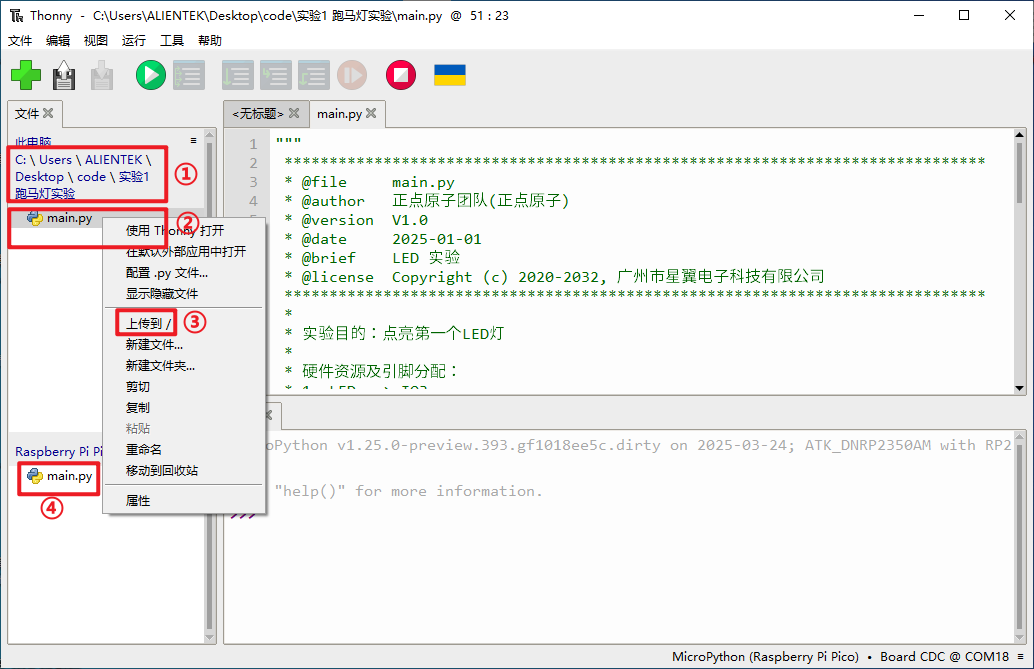 Thonny - C:\Users\ALIENTEK\Desktop\code\实验1 跑马灯实验\main.py @ 51 : 23
文件 编辑 视图 运行 工具 帮助
文件
此电脑
C: \ Users \ ALIENTEK \
Desktop \ code \ 实验1
跑马灯实验
①
main.py
②
使用 Thonny 打开
在默认外部应用中打开
配置 .py 文件...
显示隐藏文件
上传到 /
③
新建文件...
新建文件夹...
剪切
复制
粘贴
重命名
移动到回收站
属性
Raspberry Pi Pi
main.py
④
<无标题> main.py
1 """
2 ******************************************************************************
3 * @file main.py
4 * @author 正点原子团队(正点原子)
* @version V1.0
* @date 2025-01-01
* @brief LED 实验
* @license Copyright (c) 2020-2032, 广州市星翼电子科技有限公司
******************************************************************************
*
* 实验目的：点亮第一个LED灯
*
* 硬件资源及引脚分配：
oPython v1.25.0-preview.393.gf1018ee5c.dirty on 2025-03-24; ATK_DNRP2350AM with RP2
"help()" for more information.
>>>
MicroPython (Raspberry Pi Pico) • Board CDC @ COM18 ≡